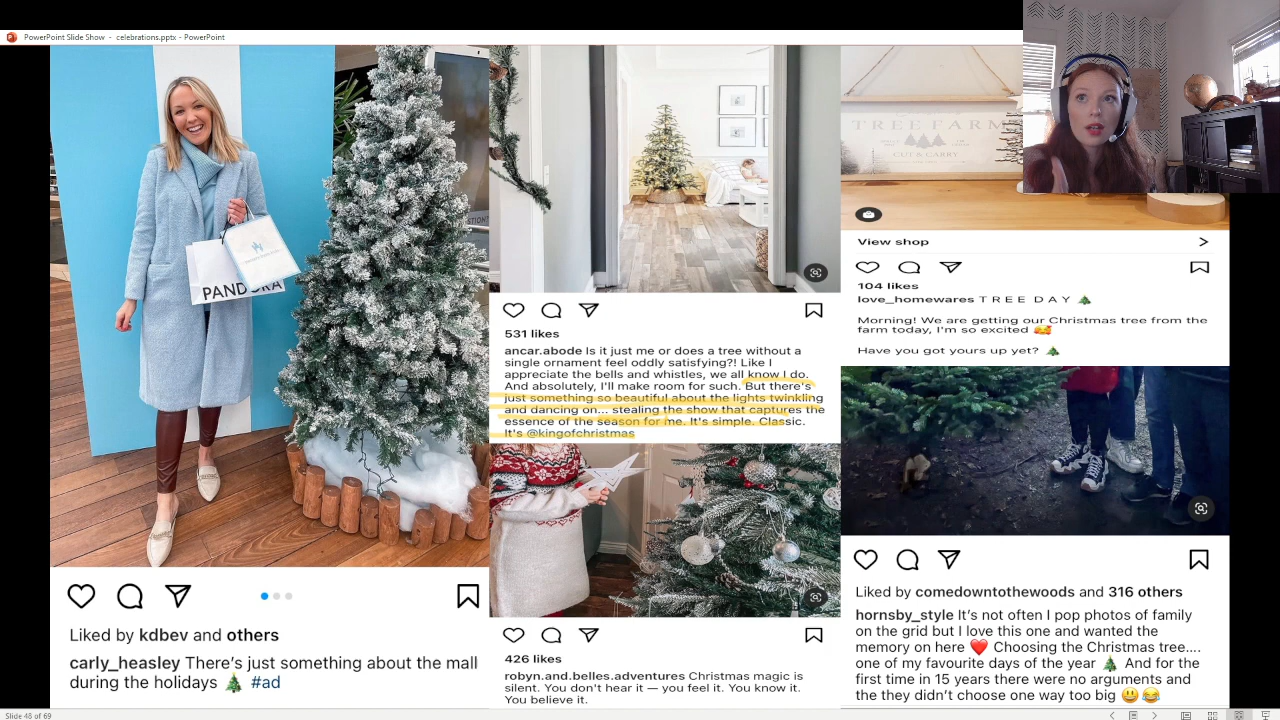 PowerPoint Slide Show - celebrations.pptx - PowerPoint
PANDORA
Liked by kdbev and others
carly_heasley There's just something about the mall
during the holidays 🎄 #ad
531 likes
ancar.abode Is it just me or does a tree without a
single ornament feel oddly satisfying?! Like I
appreciate the bells and whistles, we all know I do.
And absolutely, I'll make room for such. But there's
just something so beautiful about the lights twinkling
and dancing on... stealing the show that captures the
essence of the season for me. It's simple. Classic.
It's @kingofchristmas
426 likes
robyn.and.belles.adventures Christmas magic is
silent. You don't hear it — you feel it. You know it.
You believe it.
TREE FARM
CUT & CARRY
View shop
104 likes
love_homewares T R E E D A Y 🎄
Morning! We are getting our Christmas tree from the
farm today, I'm so excited 🥰
Have you got yours up yet? 🎄
Liked by comedowntothewoods and 316 others
hornsby_style It's not often I pop photos of family
on the grid but I love this one and wanted the
memory on here ❤️ Choosing the Christmas tree....
one of my favourite days of the year 🎄 And for the
first time in 15 years there were no arguments and
the they didn't choose one way too big 😃😂
Slide 48 of 69